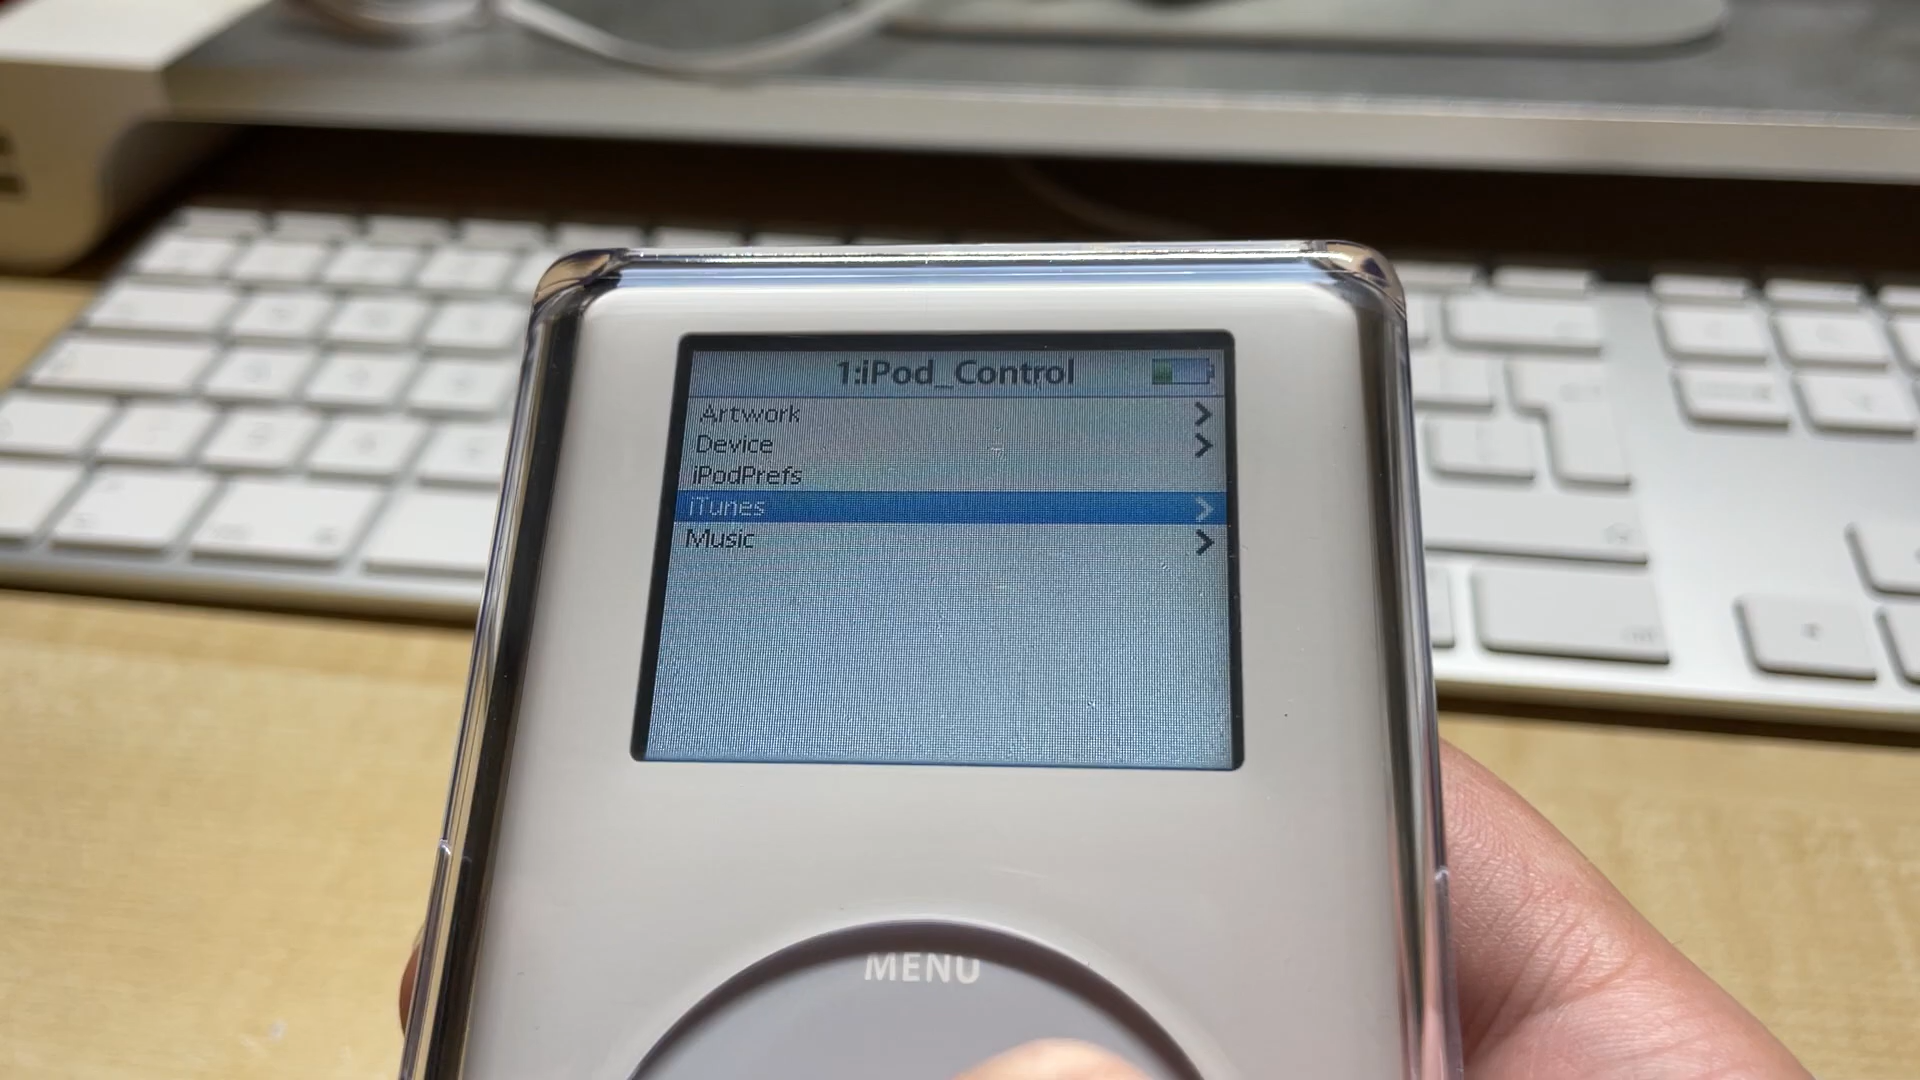 1:iPod_Control
Artwork
Device
iPodPrefs
iTunes
Music
MENU